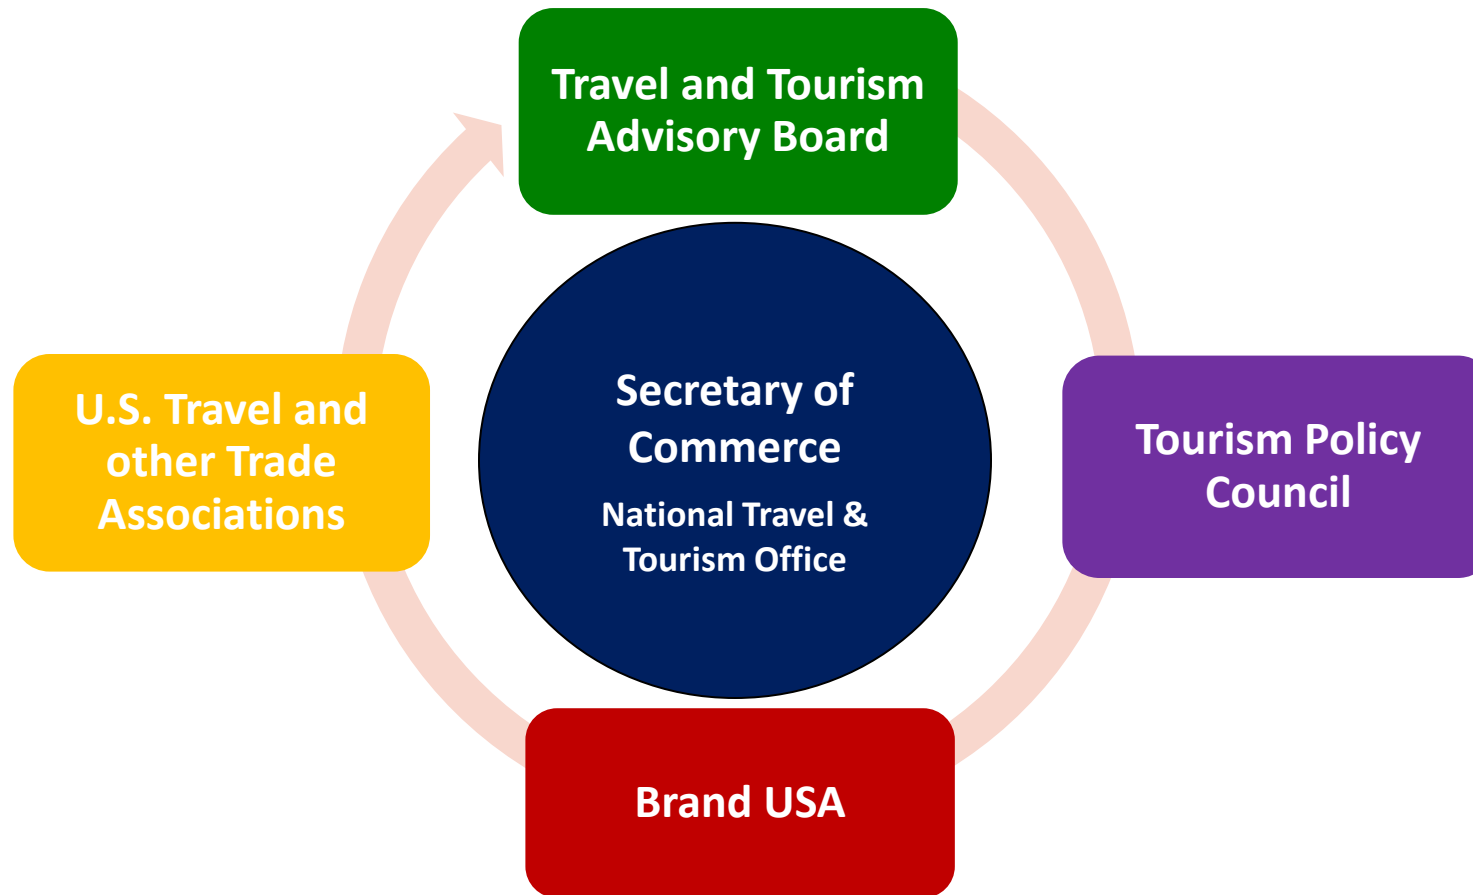 Travel and Tourism
Advisory Board
U.S. Travel and
other Trade
Associations
Secretary of
Commerce
National Travel &
Tourism Office
Tourism Policy
Council
Brand USA